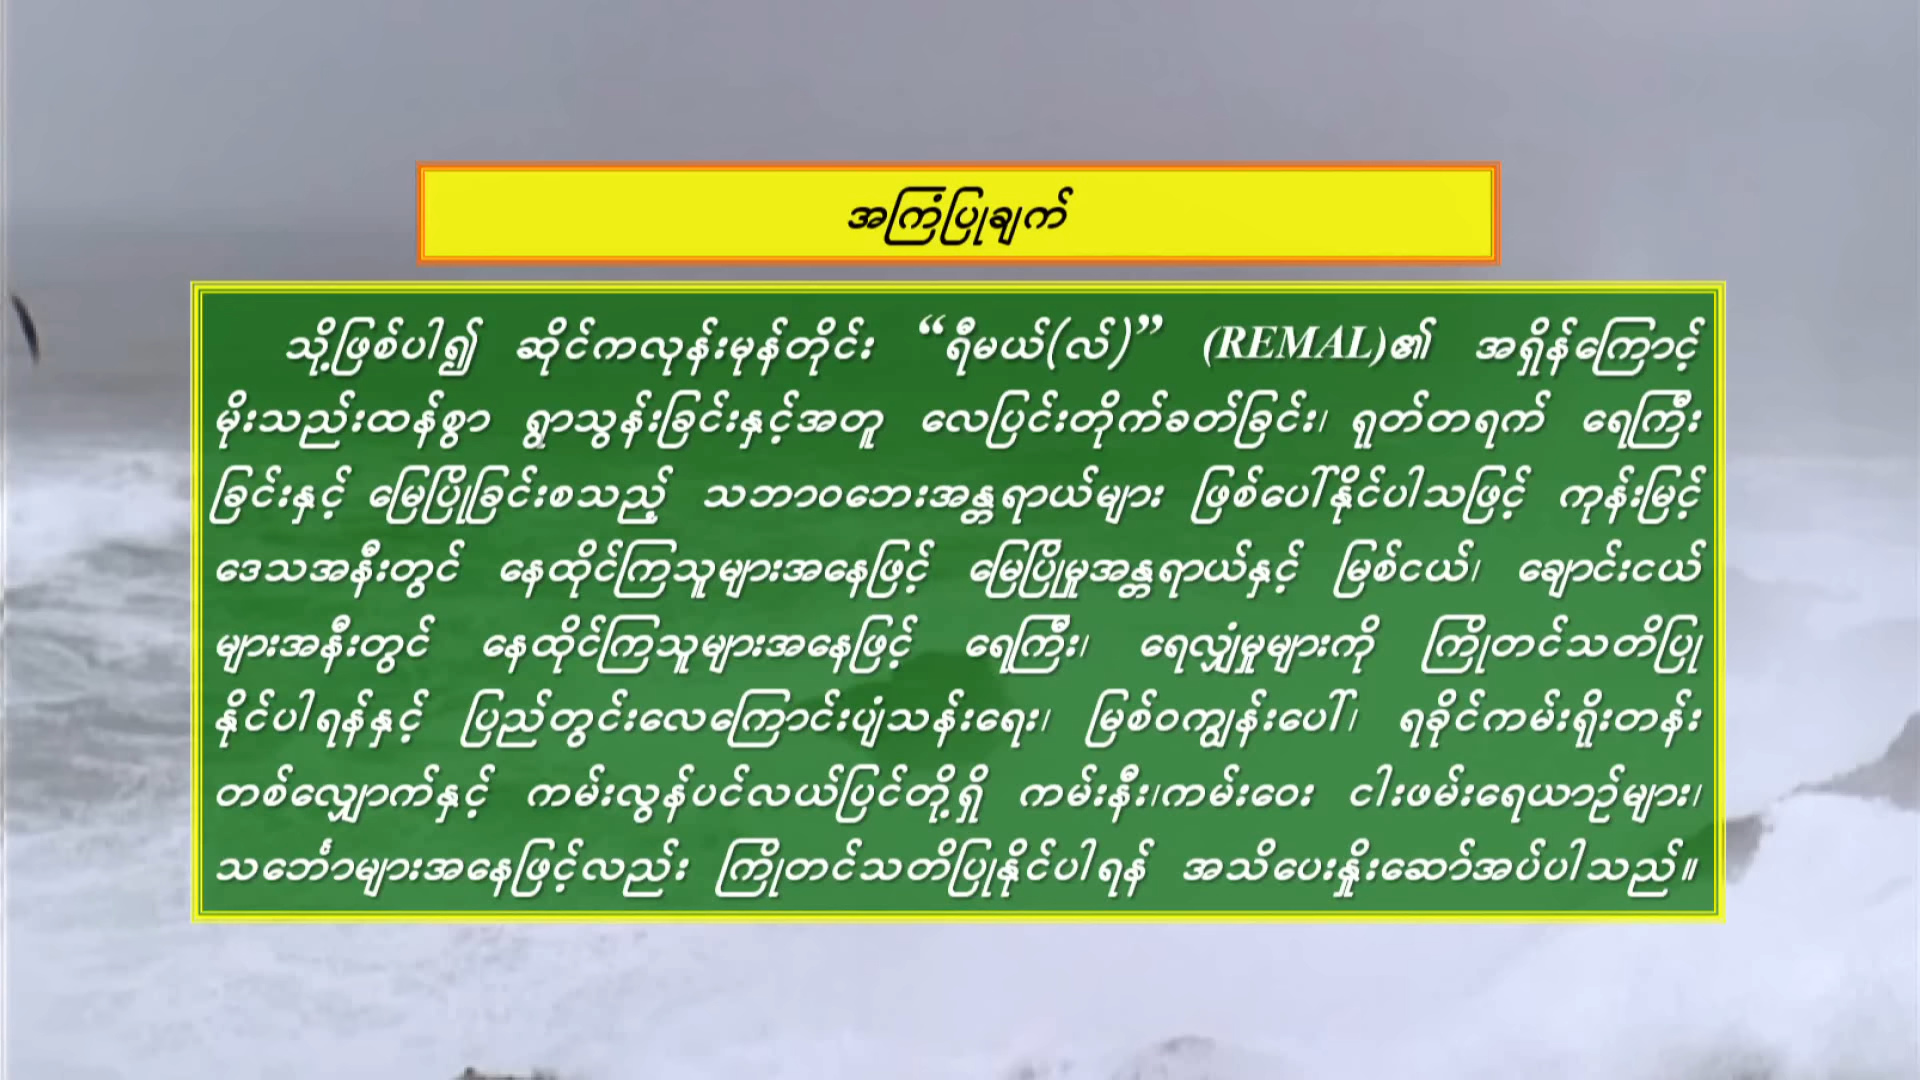 အကြံပြုချက်
သို့ဖြစ်ပါ၍ ဆိုင်ကလုန်းမုန်တိုင်း “ရီမယ်(လ်)” (REMAL)၏ အရှိန်ကြောင့်
မိုးသည်းထန်စွာ ရွာသွန်းခြင်းနှင့်အတူ လေပြင်းတိုက်ခတ်ခြင်း၊ ရုတ်တရက် ရေကြီး
ခြင်းနှင့် မြေပြိုခြင်းစသည့် သဘာဝဘေးအန္တရာယ်များ ဖြစ်ပေါ်နိုင်ပါသဖြင့် ကုန်းမြင့်
ဒေသအနီးတွင် နေထိုင်ကြသူများအနေဖြင့် မြေပြိုမှုအန္တရာယ်နှင့် မြစ်ငယ်၊ ချောင်းငယ်
များအနီးတွင် နေထိုင်ကြသူများအနေဖြင့် ရေကြီး၊ ရေလျှံမှုများကို ကြိုတင်သတိပြု
နိုင်ပါရန်နှင့် ပြည်တွင်းလေကြောင်းပျံသန်းရေး၊ မြစ်ဝကျွန်းပေါ်၊ ရခိုင်ကမ်းရိုးတန်း
တစ်လျှောက်နှင့် ကမ်းလွန်ပင်လယ်ပြင်တို့ရှိ ကမ်းနီး၊ကမ်းဝေး ငါးဖမ်းရေယာဉ်များ၊
သင်္ဘောများအနေဖြင့်လည်း ကြိုတင်သတိပြုနိုင်ပါရန် အသိပေးနှိုးဆော်အပ်ပါသည်။